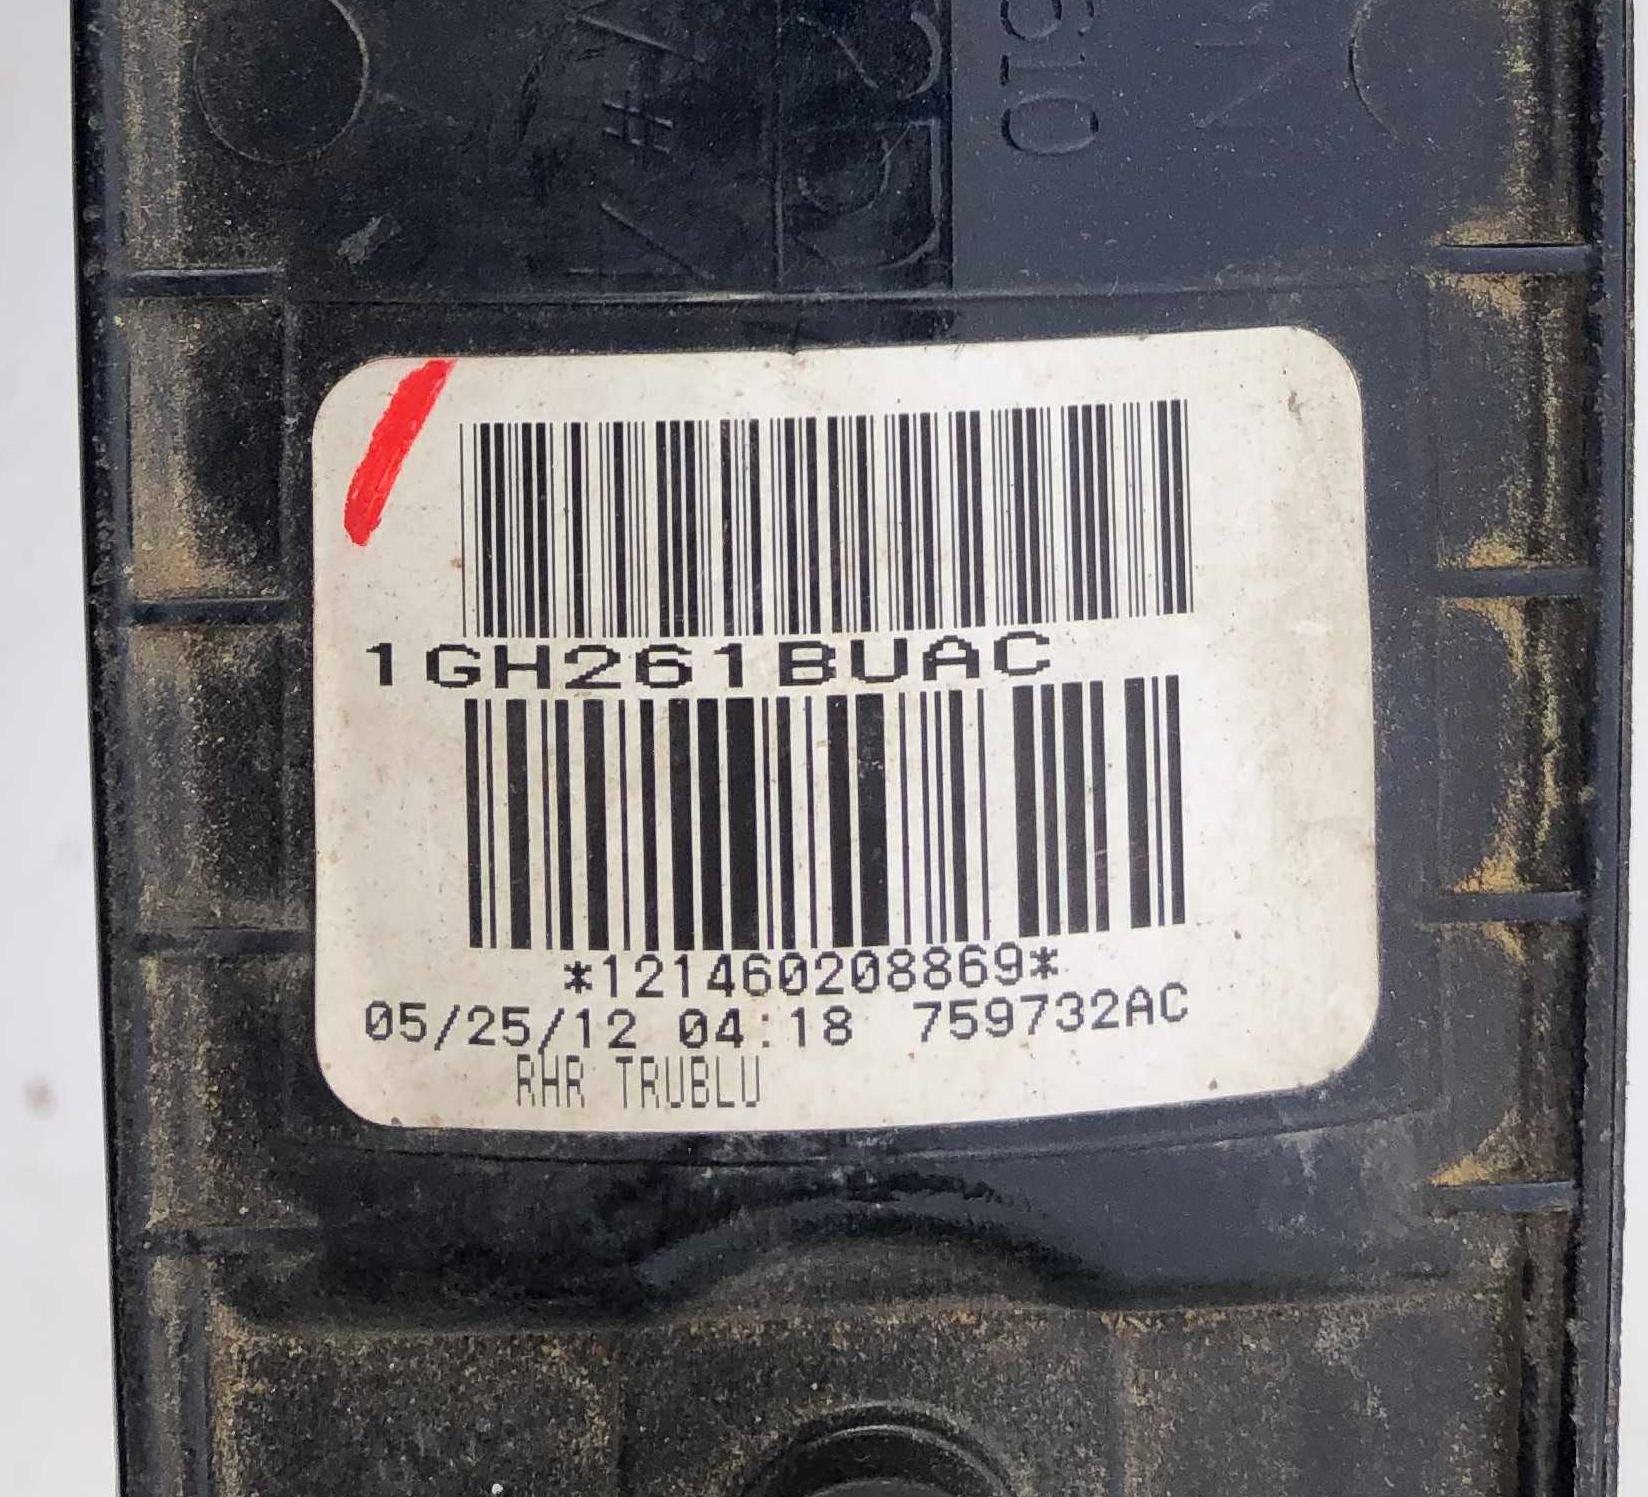 1GH261BUAC
*121460208869*
05/25/12 04:18 759732AC
RHR TRUBLU